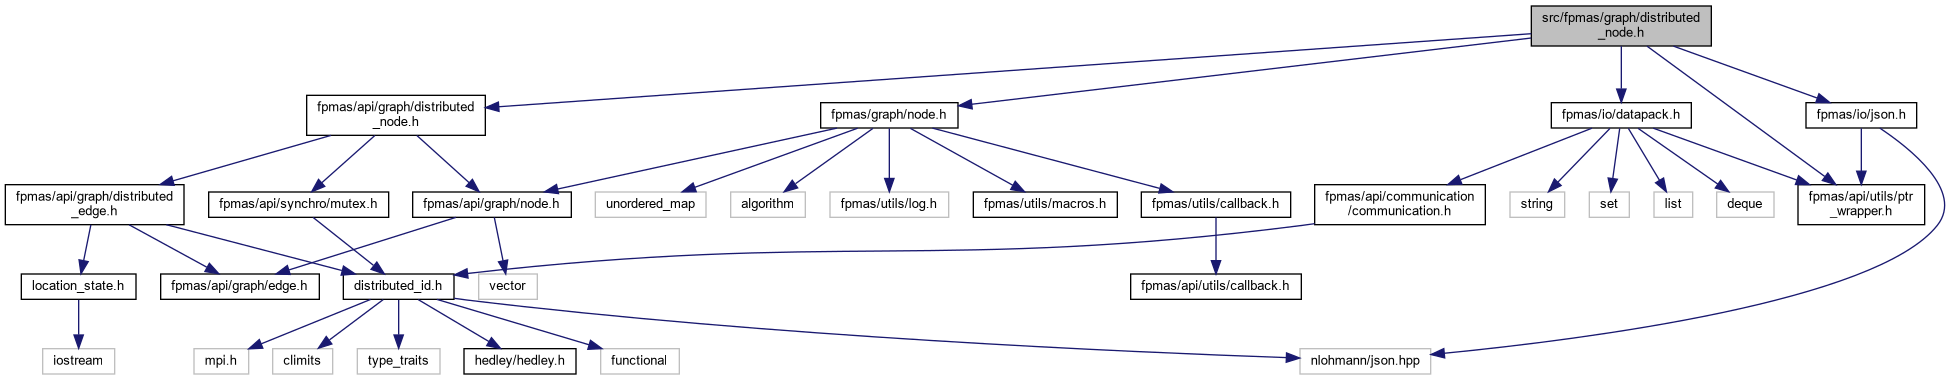 src/fpmas/graph/distributed
_node.h
fpmas/api/graph/distributed
_node.h
fpmas/graph/node.h
fpmas/io/datapack.h
fpmas/io/json.h
fpmas/api/graph/distributed
_edge.h
fpmas/api/synchro/mutex.h
fpmas/api/graph/node.h
unordered_map
algorithm
fpmas/utils/log.h
fpmas/utils/macros.h
fpmas/utils/callback.h
fpmas/api/communication
/communication.h
string
set
list
deque
fpmas/api/utils/ptr
_wrapper.h
location_state.h
fpmas/api/graph/edge.h
distributed_id.h
vector
fpmas/api/utils/callback.h
iostream
mpi.h
climits
type_traits
hedley/hedley.h
functional
nlohmann/json.hpp